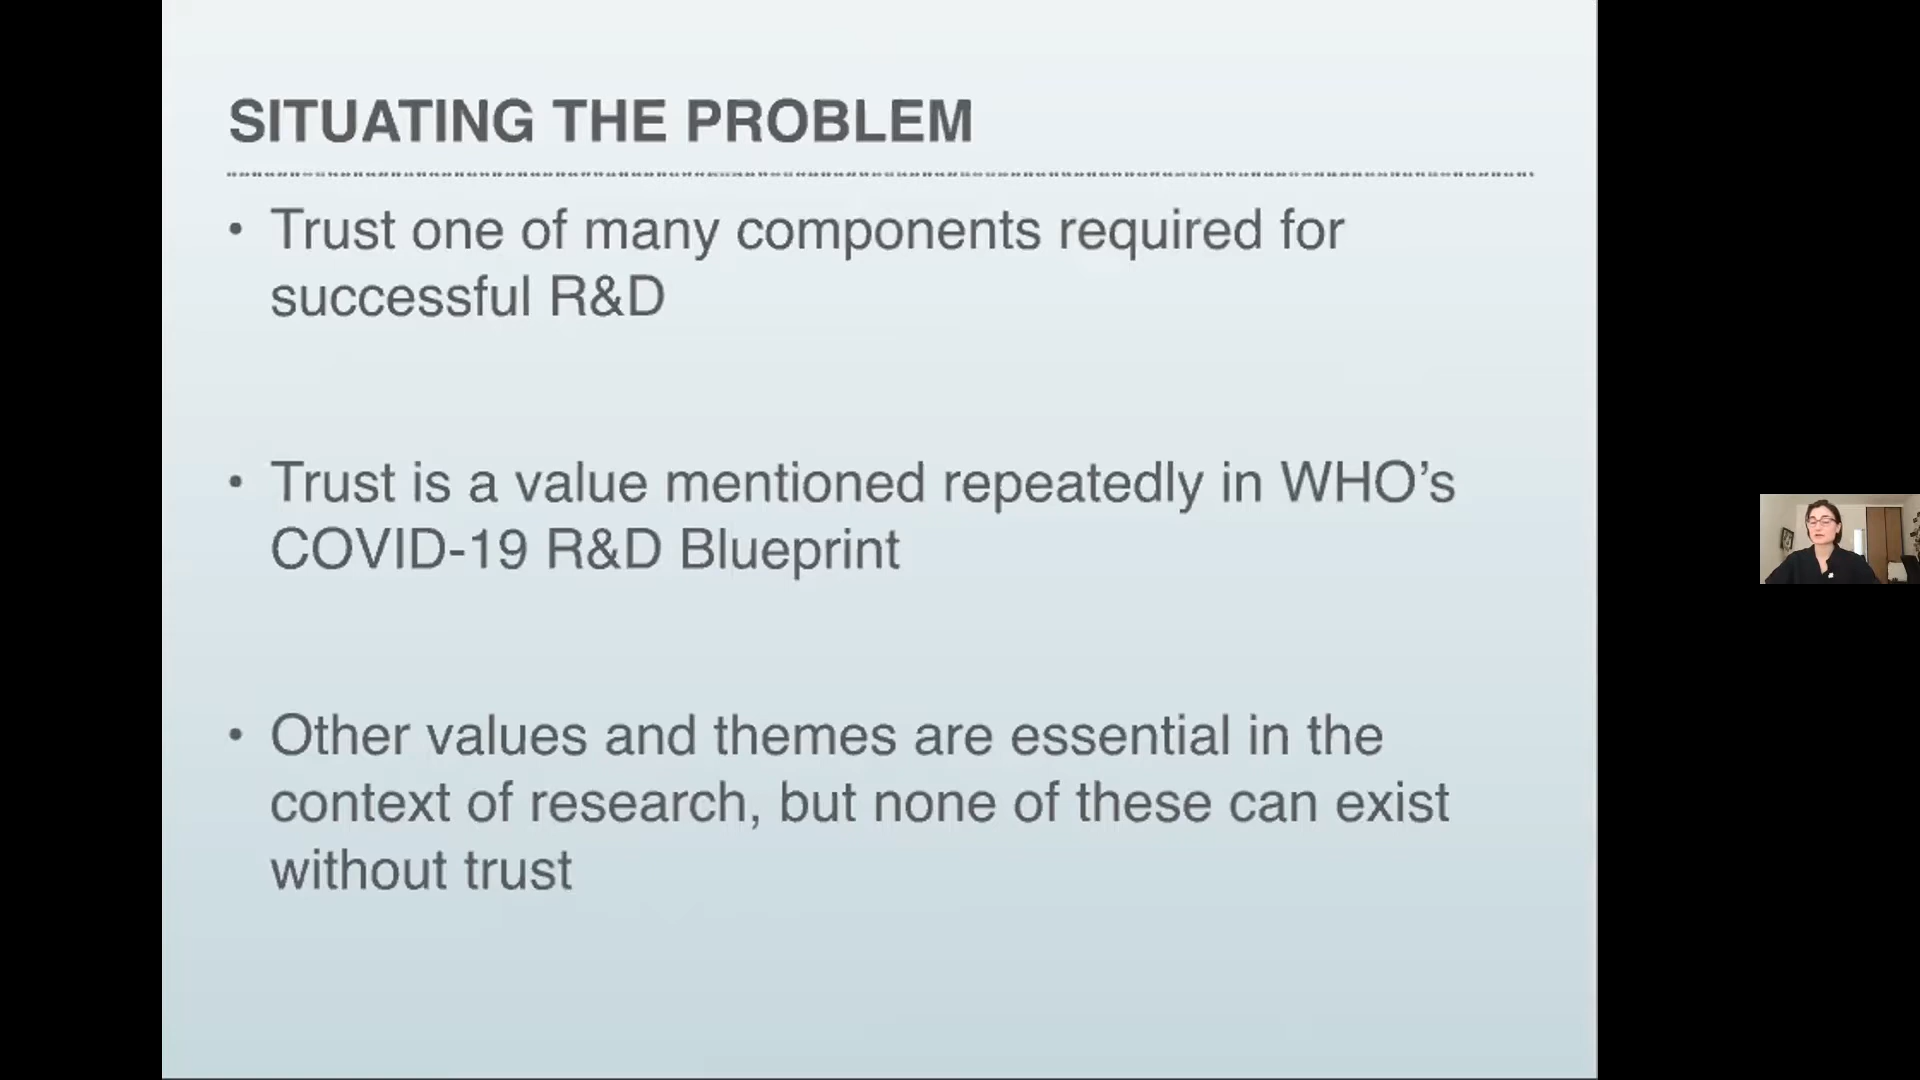 SITUATING THE PROBLEM
• Trust one of many components required for
successful R&D
• Trust is a value mentioned repeatedly in WHO’s
COVID-19 R&D Blueprint
• Other values and themes are essential in the
context of research, but none of these can exist
without trust